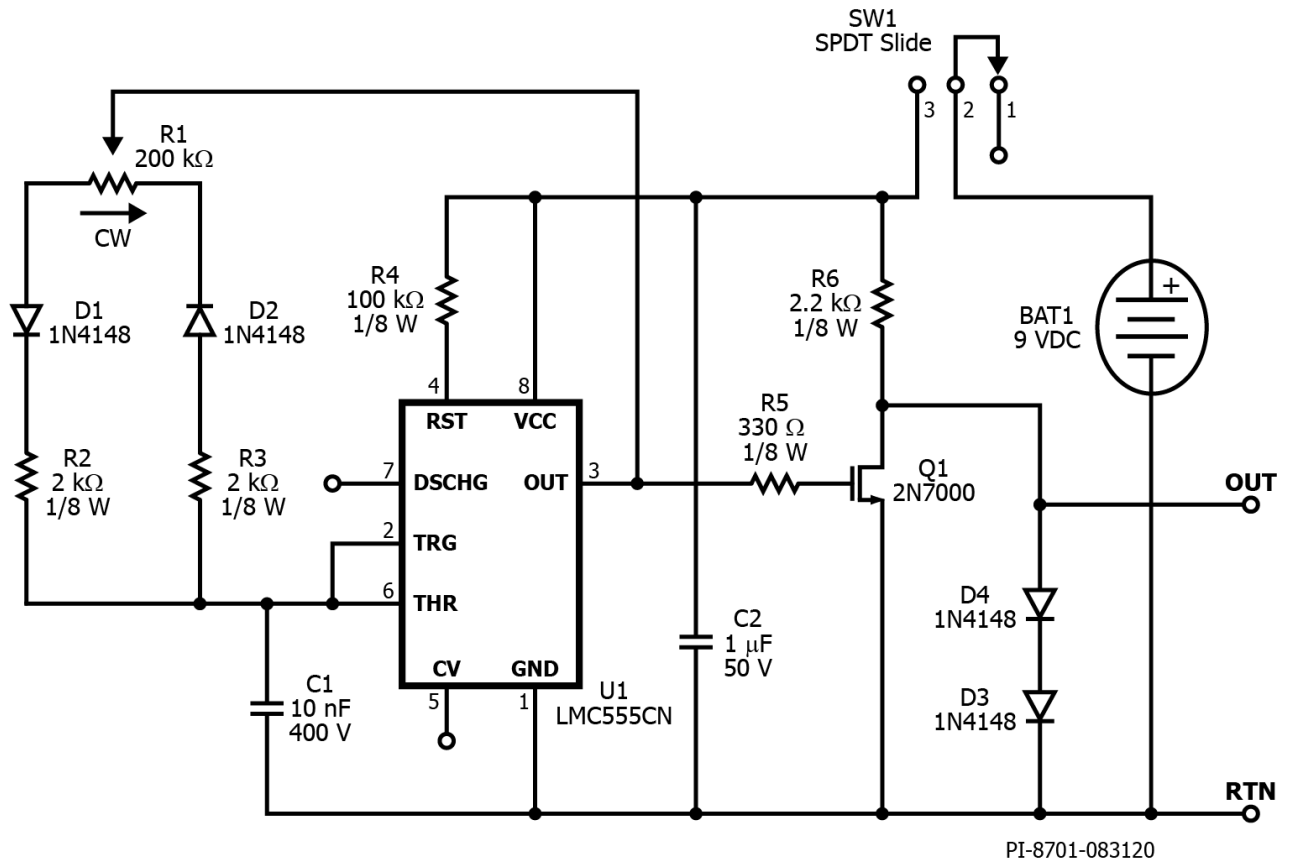 SW1
SPDT Slide
3
2
1
R1
200 kΩ
CW
D1
1N4148
D2
1N4148
R2
2 kΩ
1/8 W
R3
2 kΩ
1/8 W
R4
100 kΩ
1/8 W
R6
2.2 kΩ
1/8 W
+
BAT1
9 VDC
4
8
RST
VCC
7
DSCHG
OUT
3
2
TRG
6
THR
CV
GND
5
1
U1
LMC555CN
R5
330 Ω
1/8 W
Q1
2N7000
OUT
C1
10 nF
400 V
C2
1 μF
50 V
D4
1N4148
D3
1N4148
RTN
PI-8701-083120